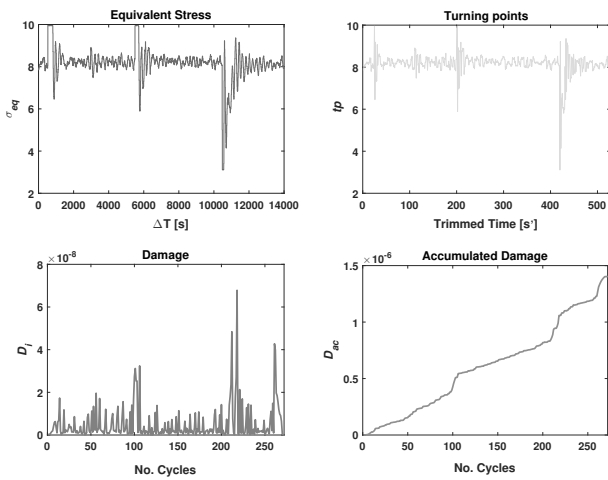 Equivalent Stress
10
8
6
4
2
σeq
0 2000 4000 6000 8000 10000 12000 14000
ΔT [s]
Turning points
10
8
6
4
2
tp
0 100 200 300 400 500
Trimmed Time [s']
Damage
×10-8
8
6
4
2
0
Di
0 50 100 150 200 250
No. Cycles
Accumulated Damage
×10-6
1.5
1
0.5
0
Dac
0 50 100 150 200 250
No. Cycles